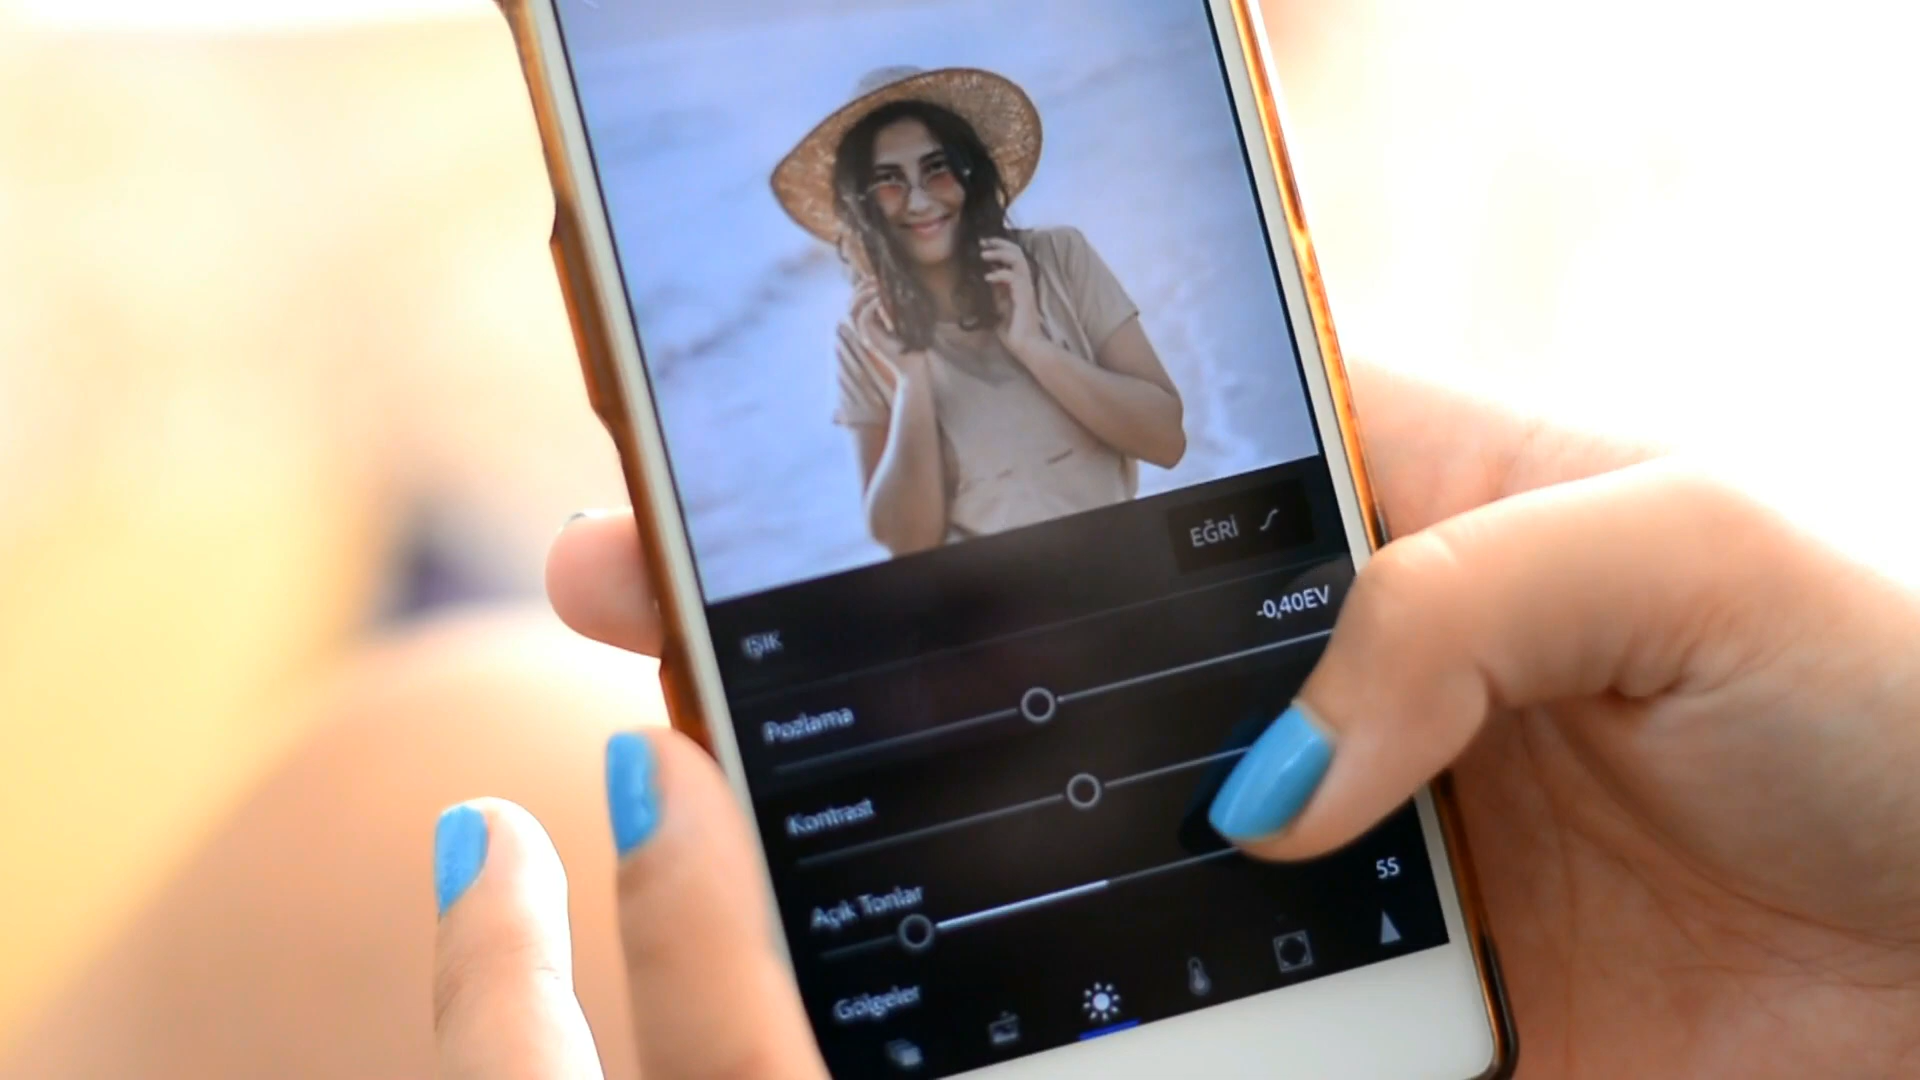 EĞRİ
IŞIK
-0,40EV
Pozlama
Kontrast
Açık Tonlar
55
Gölgeler